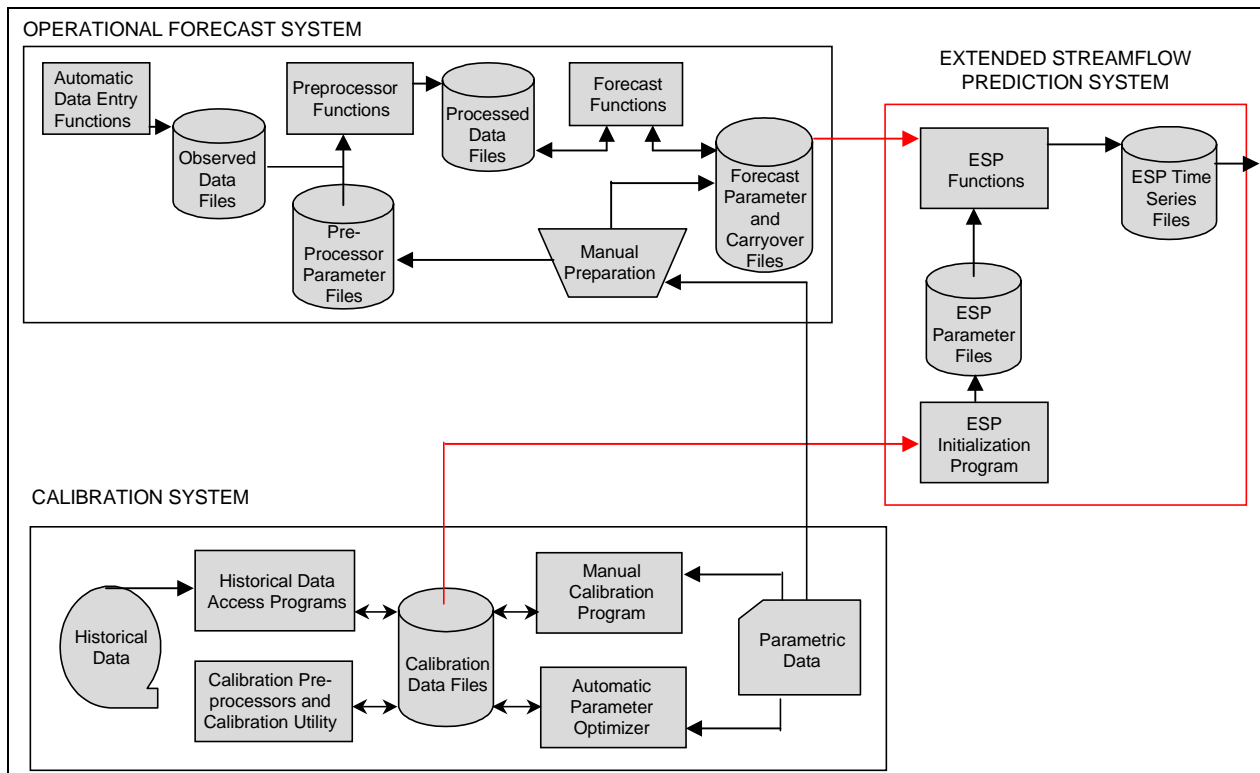 OPERATIONAL FORECAST SYSTEM
Automatic
Data Entry
Functions
Observed
Data
Files
Preprocessor
Functions
Pre-
Processor
Parameter
Files
Processed
Data
Files
Forecast
Functions
Manual
Preparation
Forecast
Parameter
and
Carryover
Files
EXTENDED STREAMFLOW
PREDICTION SYSTEM
ESP
Functions
ESP Time
Series
Files
ESP
Parameter
Files
ESP
Initialization
Program
CALIBRATION SYSTEM
Historical
Data
Historical Data
Access Programs
Calibration Pre-
processors and
Calibration Utility
Calibration
Data Files
Manual
Calibration
Program
Automatic
Parameter
Optimizer
Parametric
Data